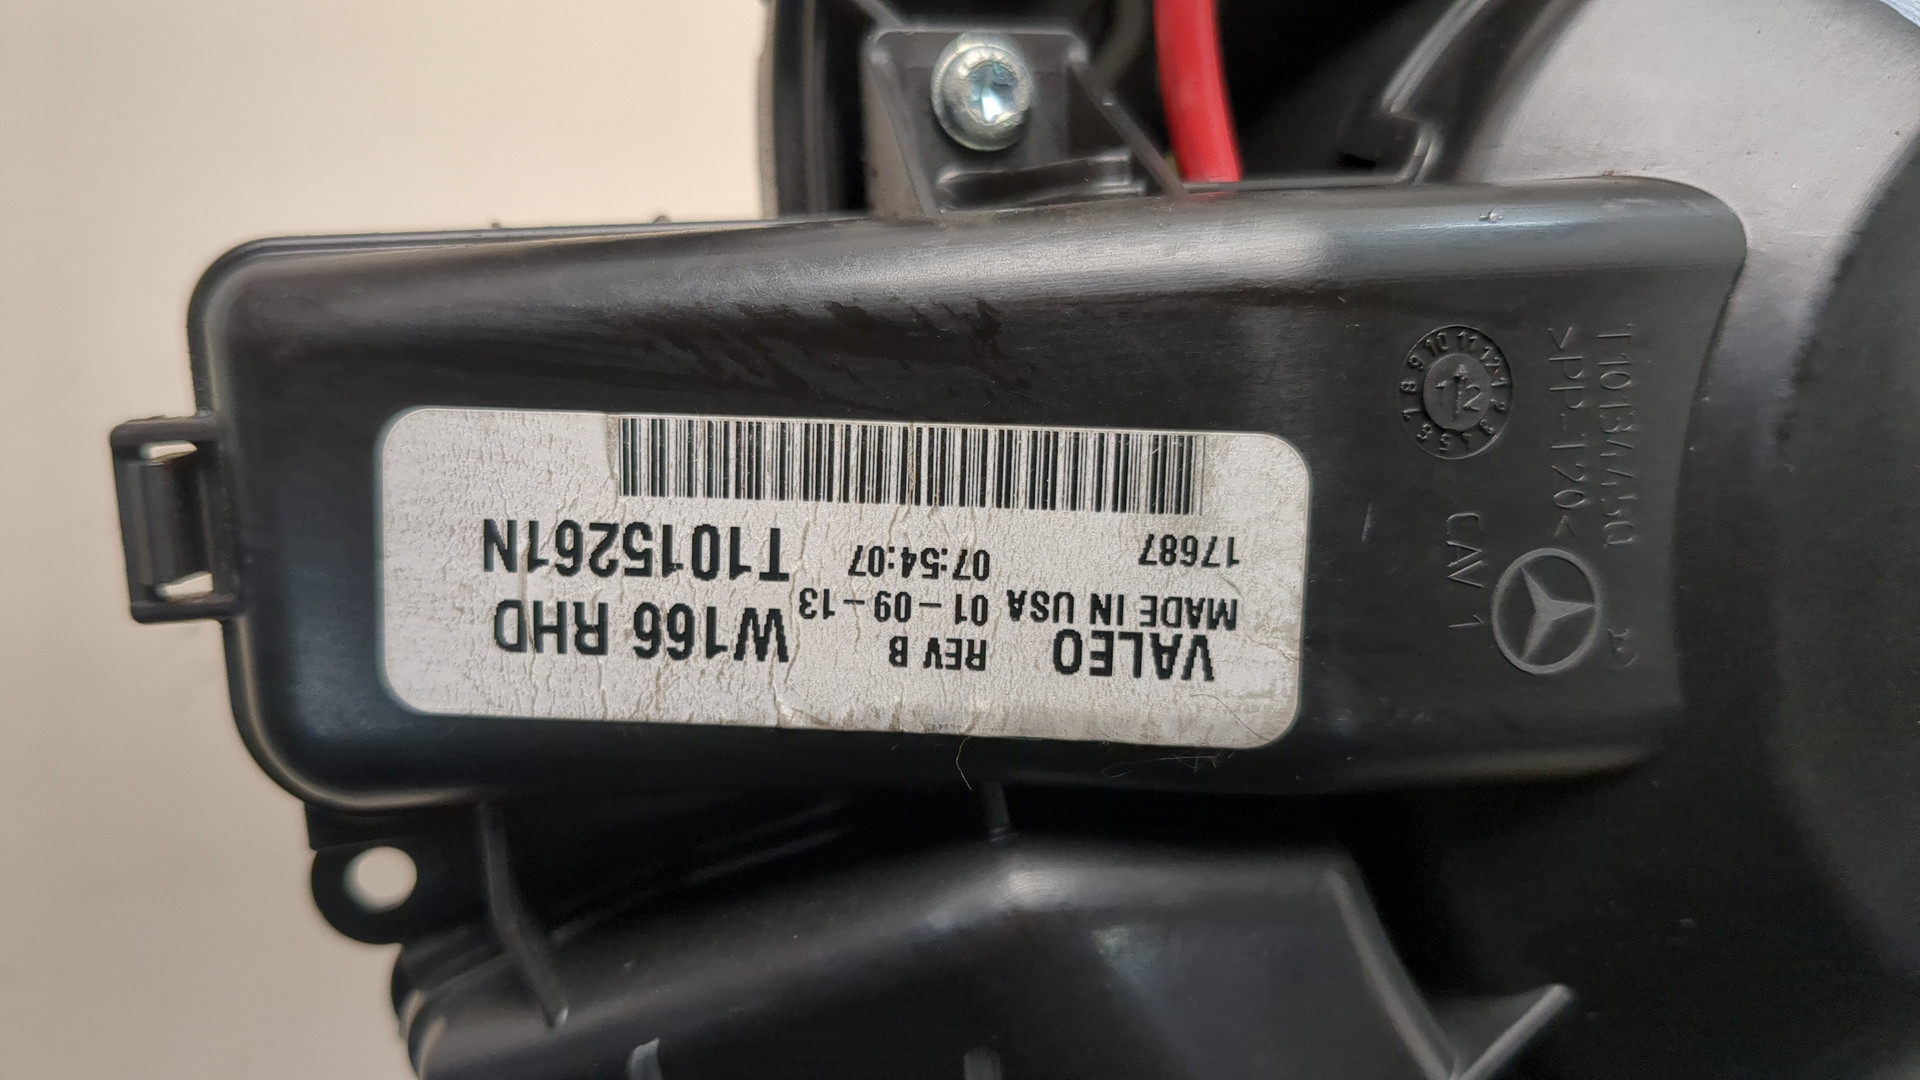 VALEO REV B W166 RHD
MADE IN USA 01-09-13
17687 07:54:07 T1015261N
CAV 1
>PP-T20<